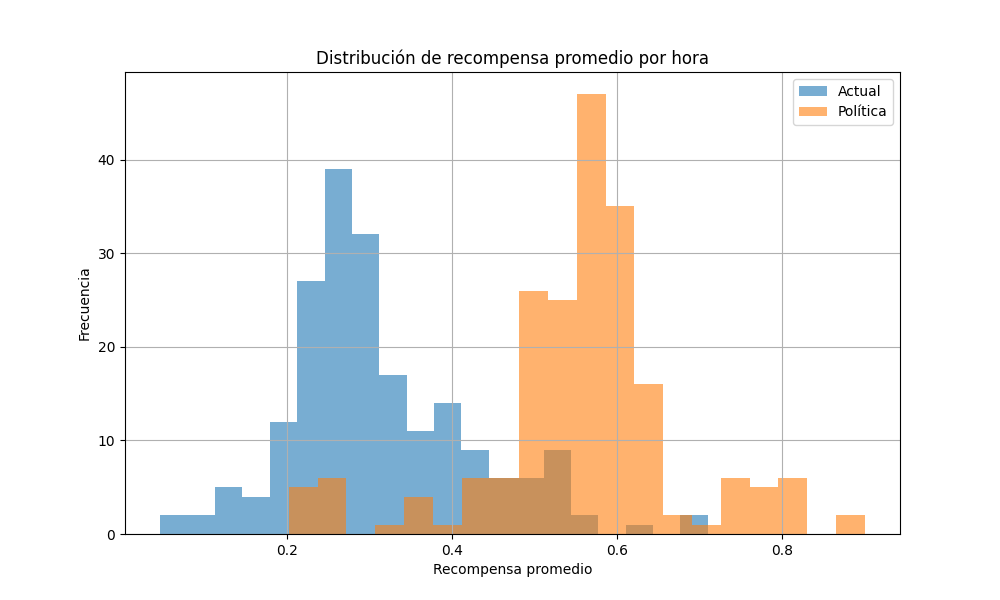 Distribución de recompensa promedio por hora
Actual
Política
Frecuencia
40
30
20
10
0
0.2 0.4 0.6 0.8
Recompensa promedio